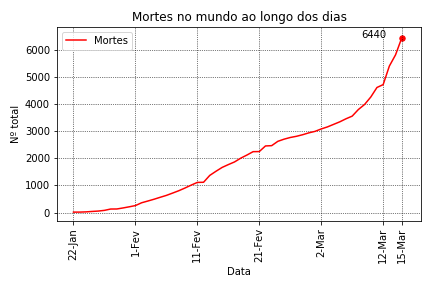 Mortes no mundo ao longo dos dias
6440
Mortes
Nº total
6000
5000
4000
3000
2000
1000
0
22-Jan
1-Fev
11-Fev
21-Fev
2-Mar
12-Mar
15-Mar
Data